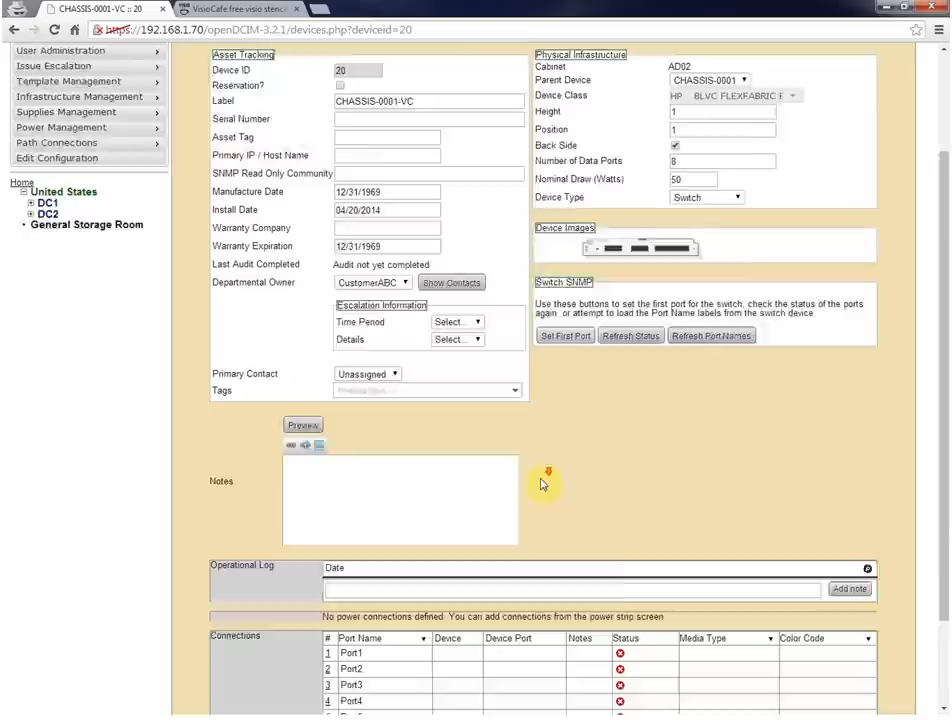 CHASSIS-0001-VC :: 20
VisioCafe free visio stenci
https://192.168.1.70/openDCIM-3.2.1/devices.php?deviceid=20
User Administration
Issue Escalation
Template Management
Infrastructure Management
Supplies Management
Power Management
Path Connections
Edit Configuration
Home
United States
DC1
DC2
General Storage Room
Asset Tracking
Device ID 20
Reservation?
Label CHASSIS-0001-VC
Serial Number
Asset Tag
Primary IP / Host Name
SNMP Read Only Community
Manufacture Date 12/31/1969
Install Date 04/20/2014
Warranty Company
Warranty Expiration 12/31/1969
Last Audit Completed Audit not yet completed
Departmental Owner CustomerABC Show Contacts
Escalation Information
Time Period Select...
Details Select...
Primary Contact Unassigned
Tags
Physical Infrastructure
Cabinet AD02
Parent Device CHASSIS-0001
Device Class HP BLVC FLEXFABRIC
Height 1
Position 1
Back Side
Number of Data Ports 8
Nominal Draw (Watts) 50
Device Type Switch
Device Images
Switch SNMP
Use these buttons to set the first port for the switch, check the status of the ports
again, or attempt to load the Port Name labels from the switch device.
Set First Port Refresh Status Refresh Port Names
Preview
Notes
Operational Log Date
Add note
No power connections defined. You can add connections from the power strip screen
Connections # Port Name Device Device Port Notes Status Media Type Color Code
1 Port1
2 Port2
3 Port3
4 Port4